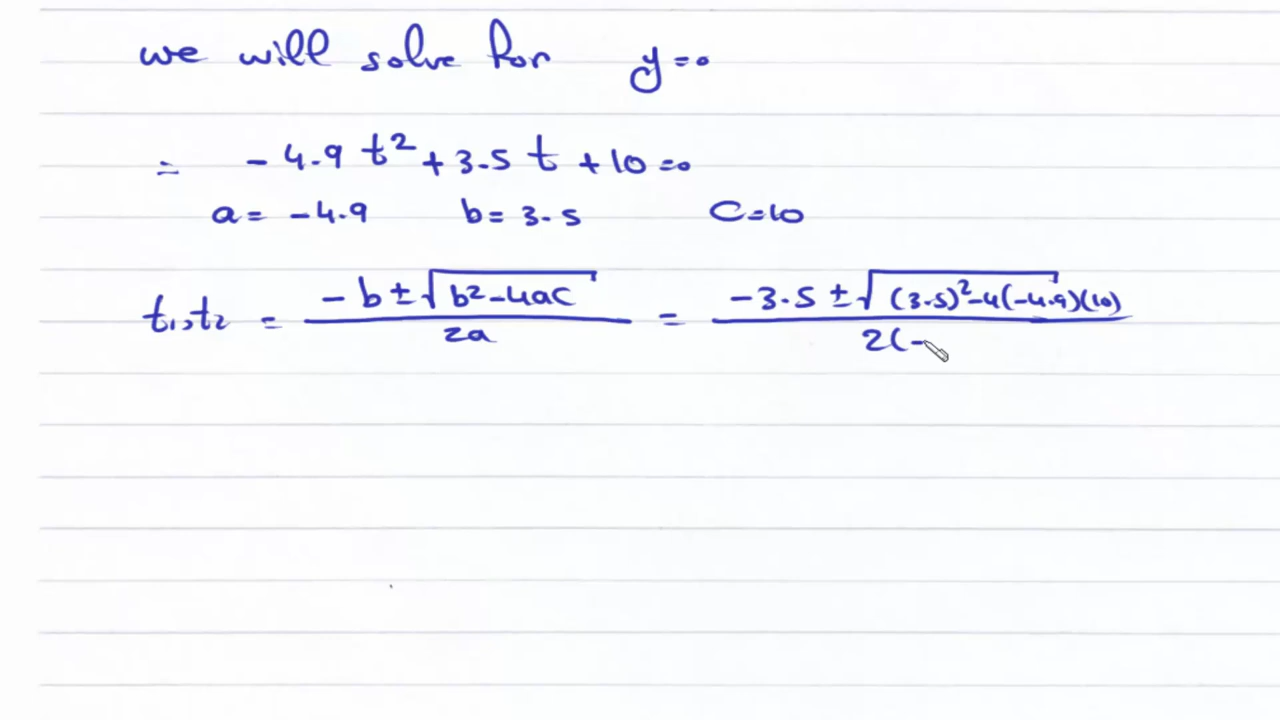 we will solve for y=0
= -4.9 t² + 3.5 t + 10 = 0
a = -4.9 b = 3.5 C = 10
t₁, t₂ = (-b ± √(b²-4ac))/(2a) = (-3.5 ± √((3.5)²-4(-4.9)(10)))/(2(-